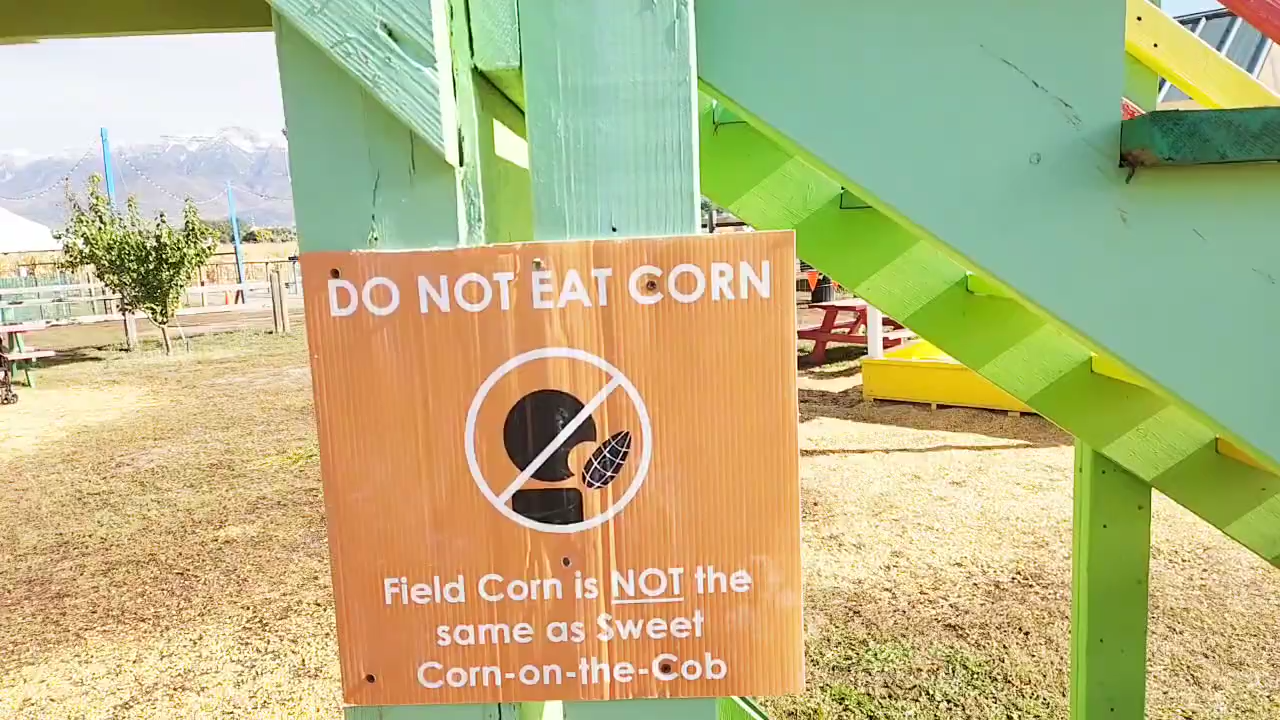 DO NOT EAT CORN
Field Corn is NOT the
same as Sweet
Corn-on-the-Cob